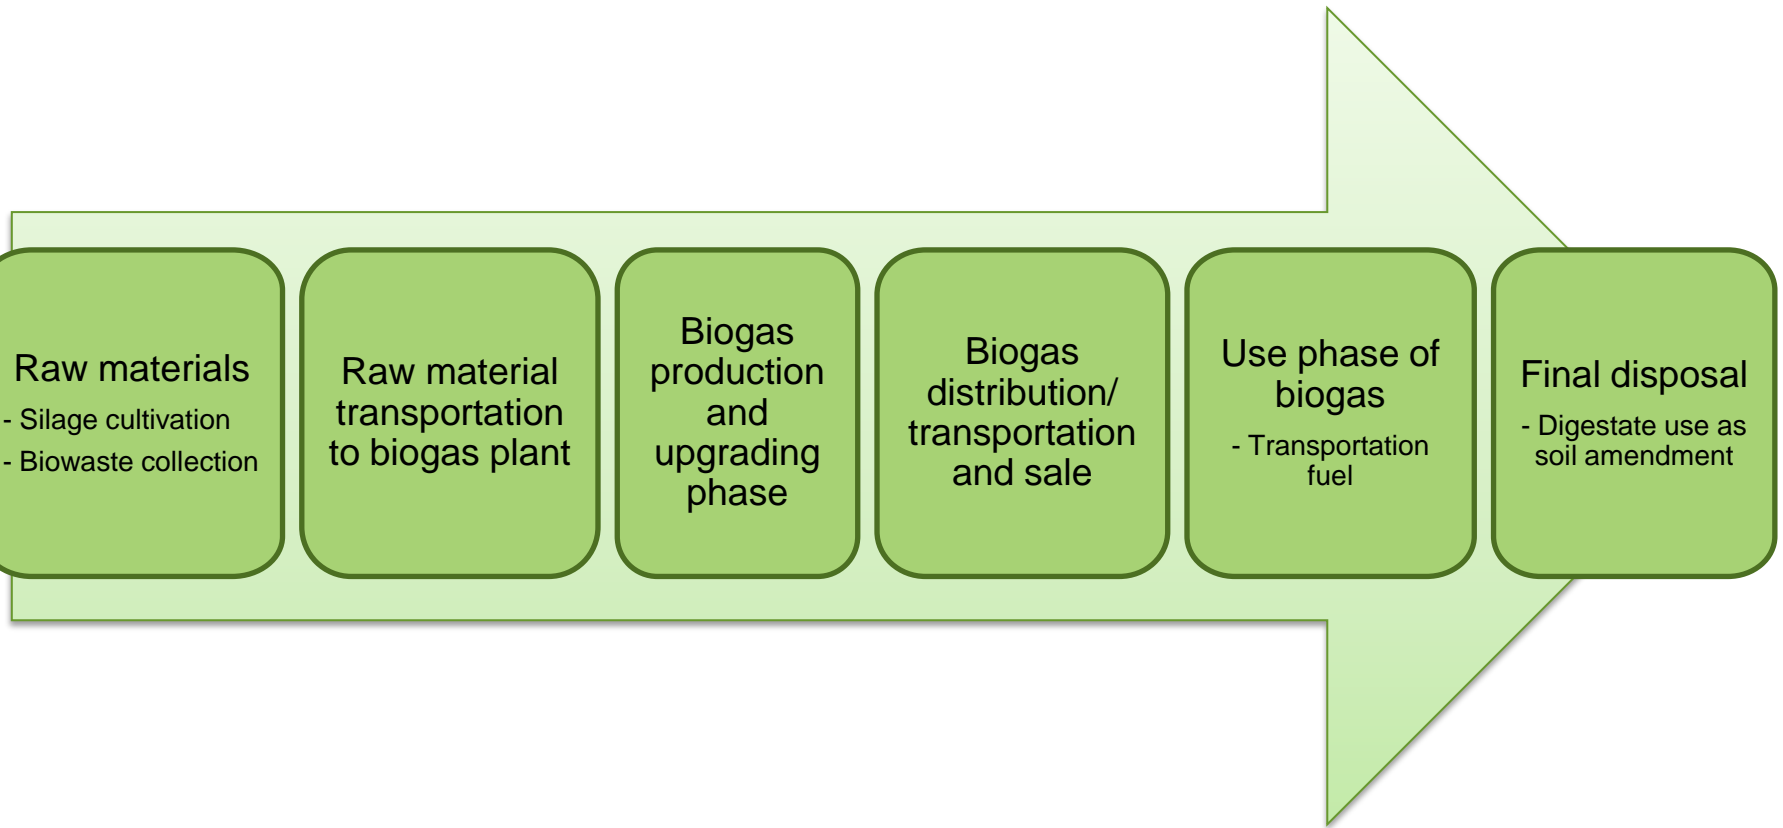 Raw materials
- Silage cultivation
- Biowaste collection
Raw material
transportation
to biogas plant
Biogas
production
and
upgrading
phase
Biogas
distribution/
transportation
and sale
Use phase of
biogas
- Transportation
fuel
Final disposal
- Digestate use as
soil amendment